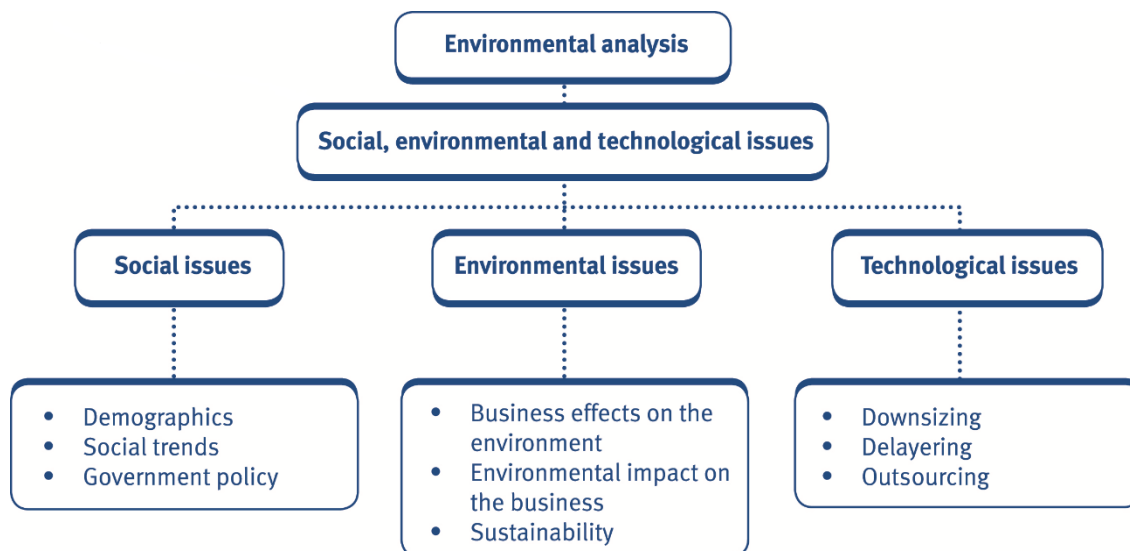 Environmental analysis
Social, environmental and technological issues
Social issues
Environmental issues
Technological issues
• Demographics
• Social trends
• Government policy
• Business effects on the
environment
• Environmental impact on
the business
• Sustainability
• Downsizing
• Delayering
• Outsourcing